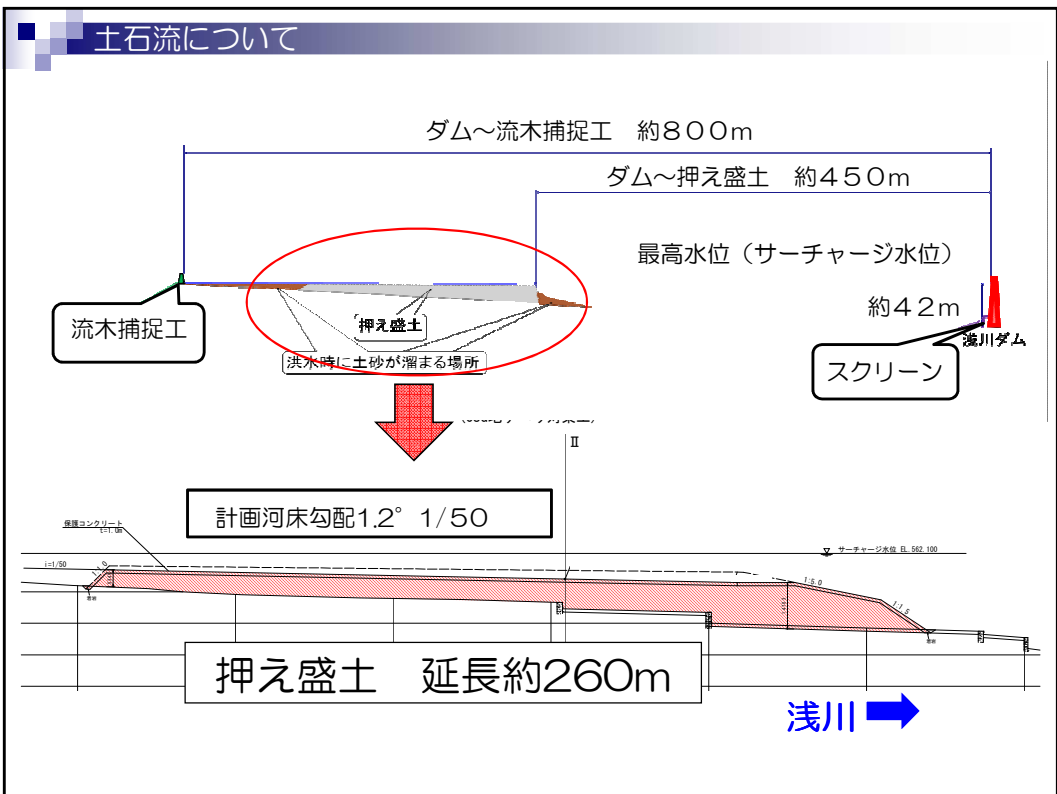 土石流について
ダム～流木捕捉工　約８００ｍ
ダム～押え盛土　約４５０ｍ
最高水位（サーチャージ水位）
約４２ｍ
流木捕捉工
押え盛土
浅川ダム
洪水時に土砂が溜まる場所
スクリーン
Ⅱ
計画河床勾配1.2°1/50
保護コンクリート
t=1.0m
サーチャージ水位 EL.562.100
i=1/50
1:1.0
1:5.0
1:1.5
押え盛土　延長約260m
浅川